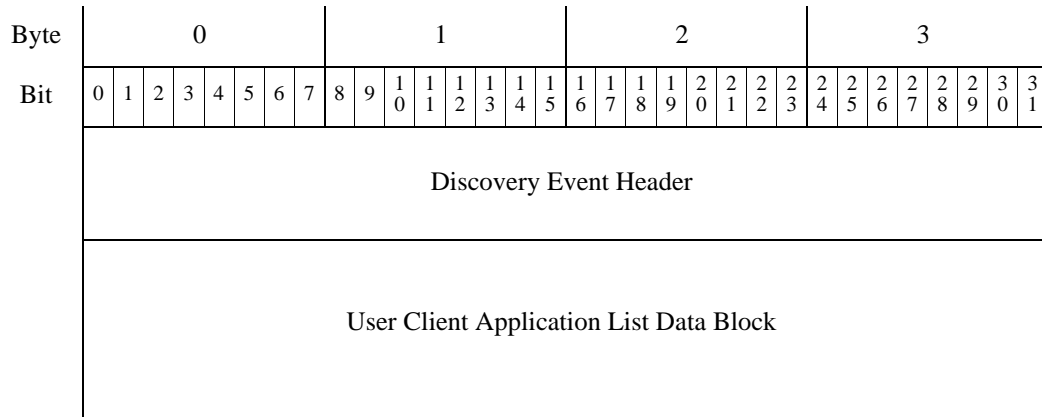 Byte 0 1 2 3
Bit 0 1 2 3 4 5 6 7 8 9 10 11 12 13 14 15 16 17 18 19 20 21 22 23 24 25 26 27 28 29 30 31
Discovery Event Header
User Client Application List Data Block